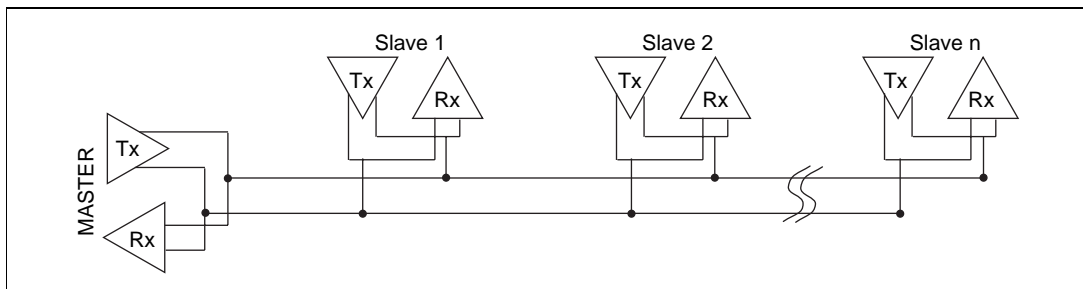 Slave 1
Slave 2
Slave n
Tx
Rx
Tx
Rx
Tx
Rx
MASTER
Tx
Rx